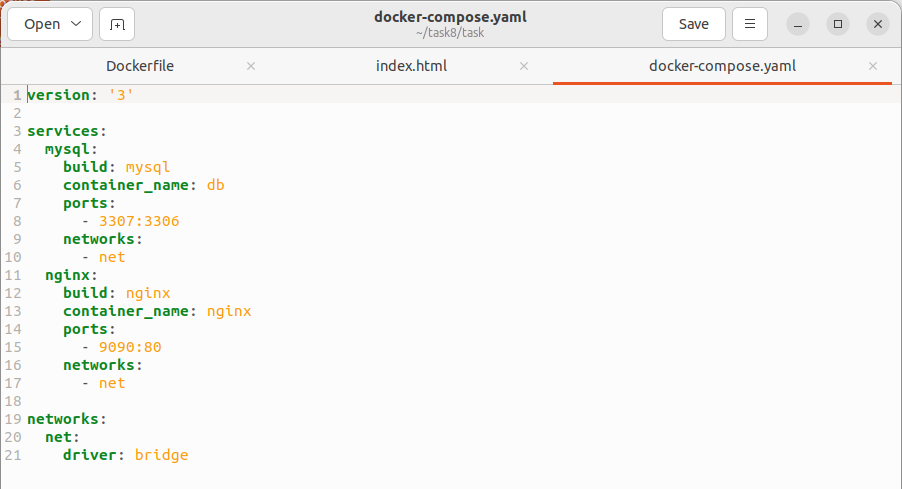 Open
docker-compose.yaml
~/task8/task
Save
Dockerfile
index.html
docker-compose.yaml
1 version: '3'
2
3 services:
4   mysql:
5     build: mysql
6     container_name: db
7     ports:
8       - 3307:3306
9     networks:
10       - net
11   nginx:
12     build: nginx
13     container_name: nginx
14     ports:
15       - 9090:80
16     networks:
17       - net
18
19 networks:
20   net:
21     driver: bridge